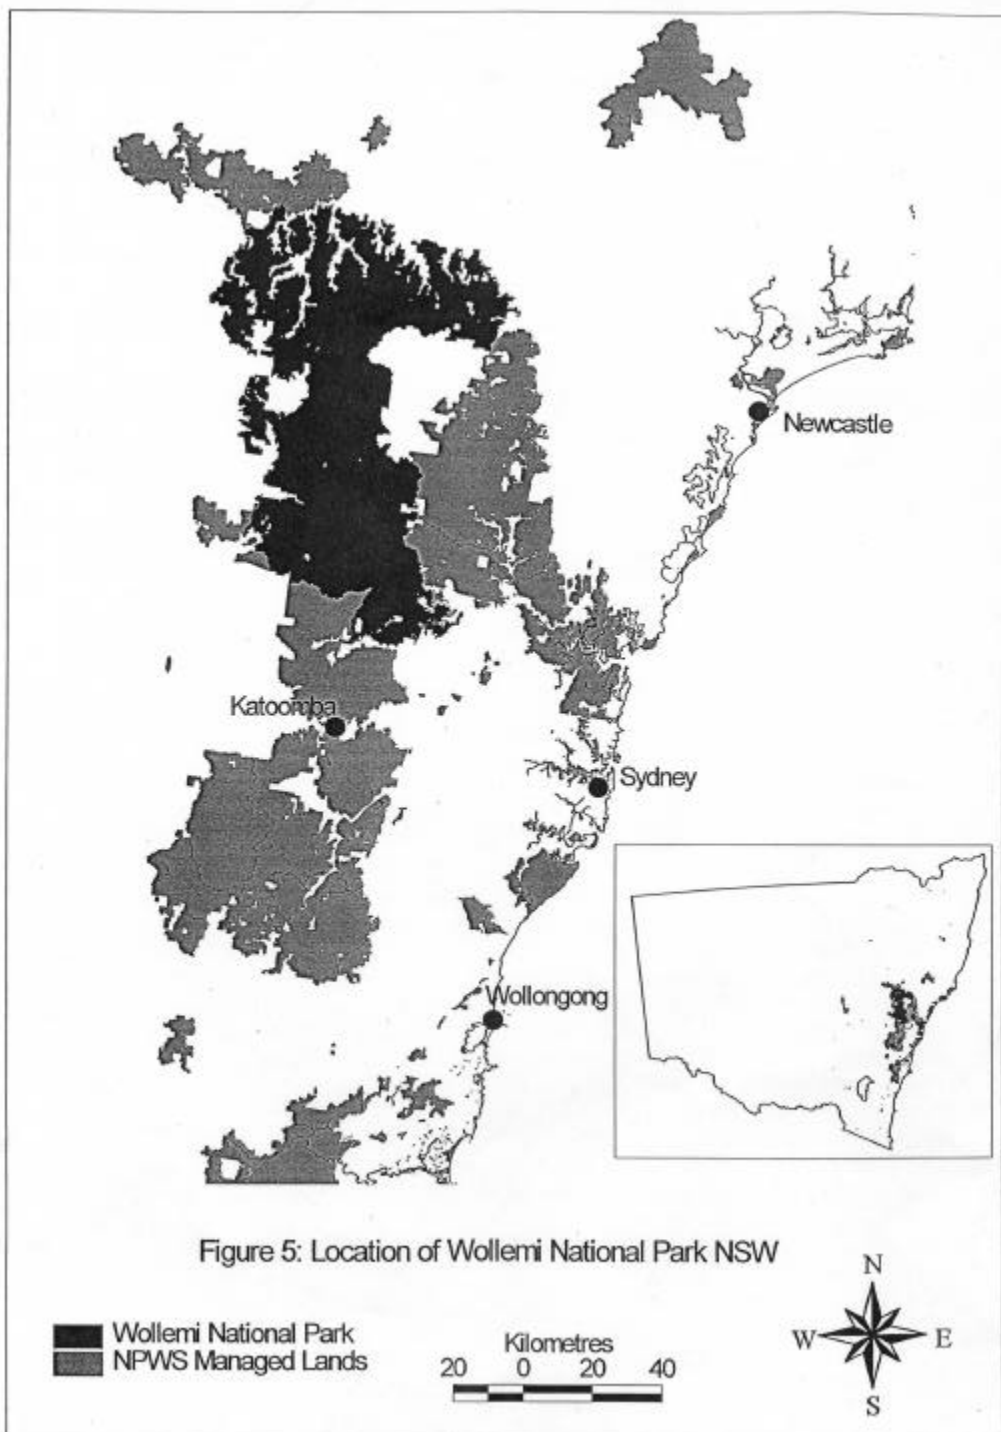 Newcastle
Katoomba
Sydney
Wollongong
Figure 5: Location of Wollemi National Park NSW
Wollemi National Park
NPWS Managed Lands
Kilometres
20 0 20 40
N
W E
S